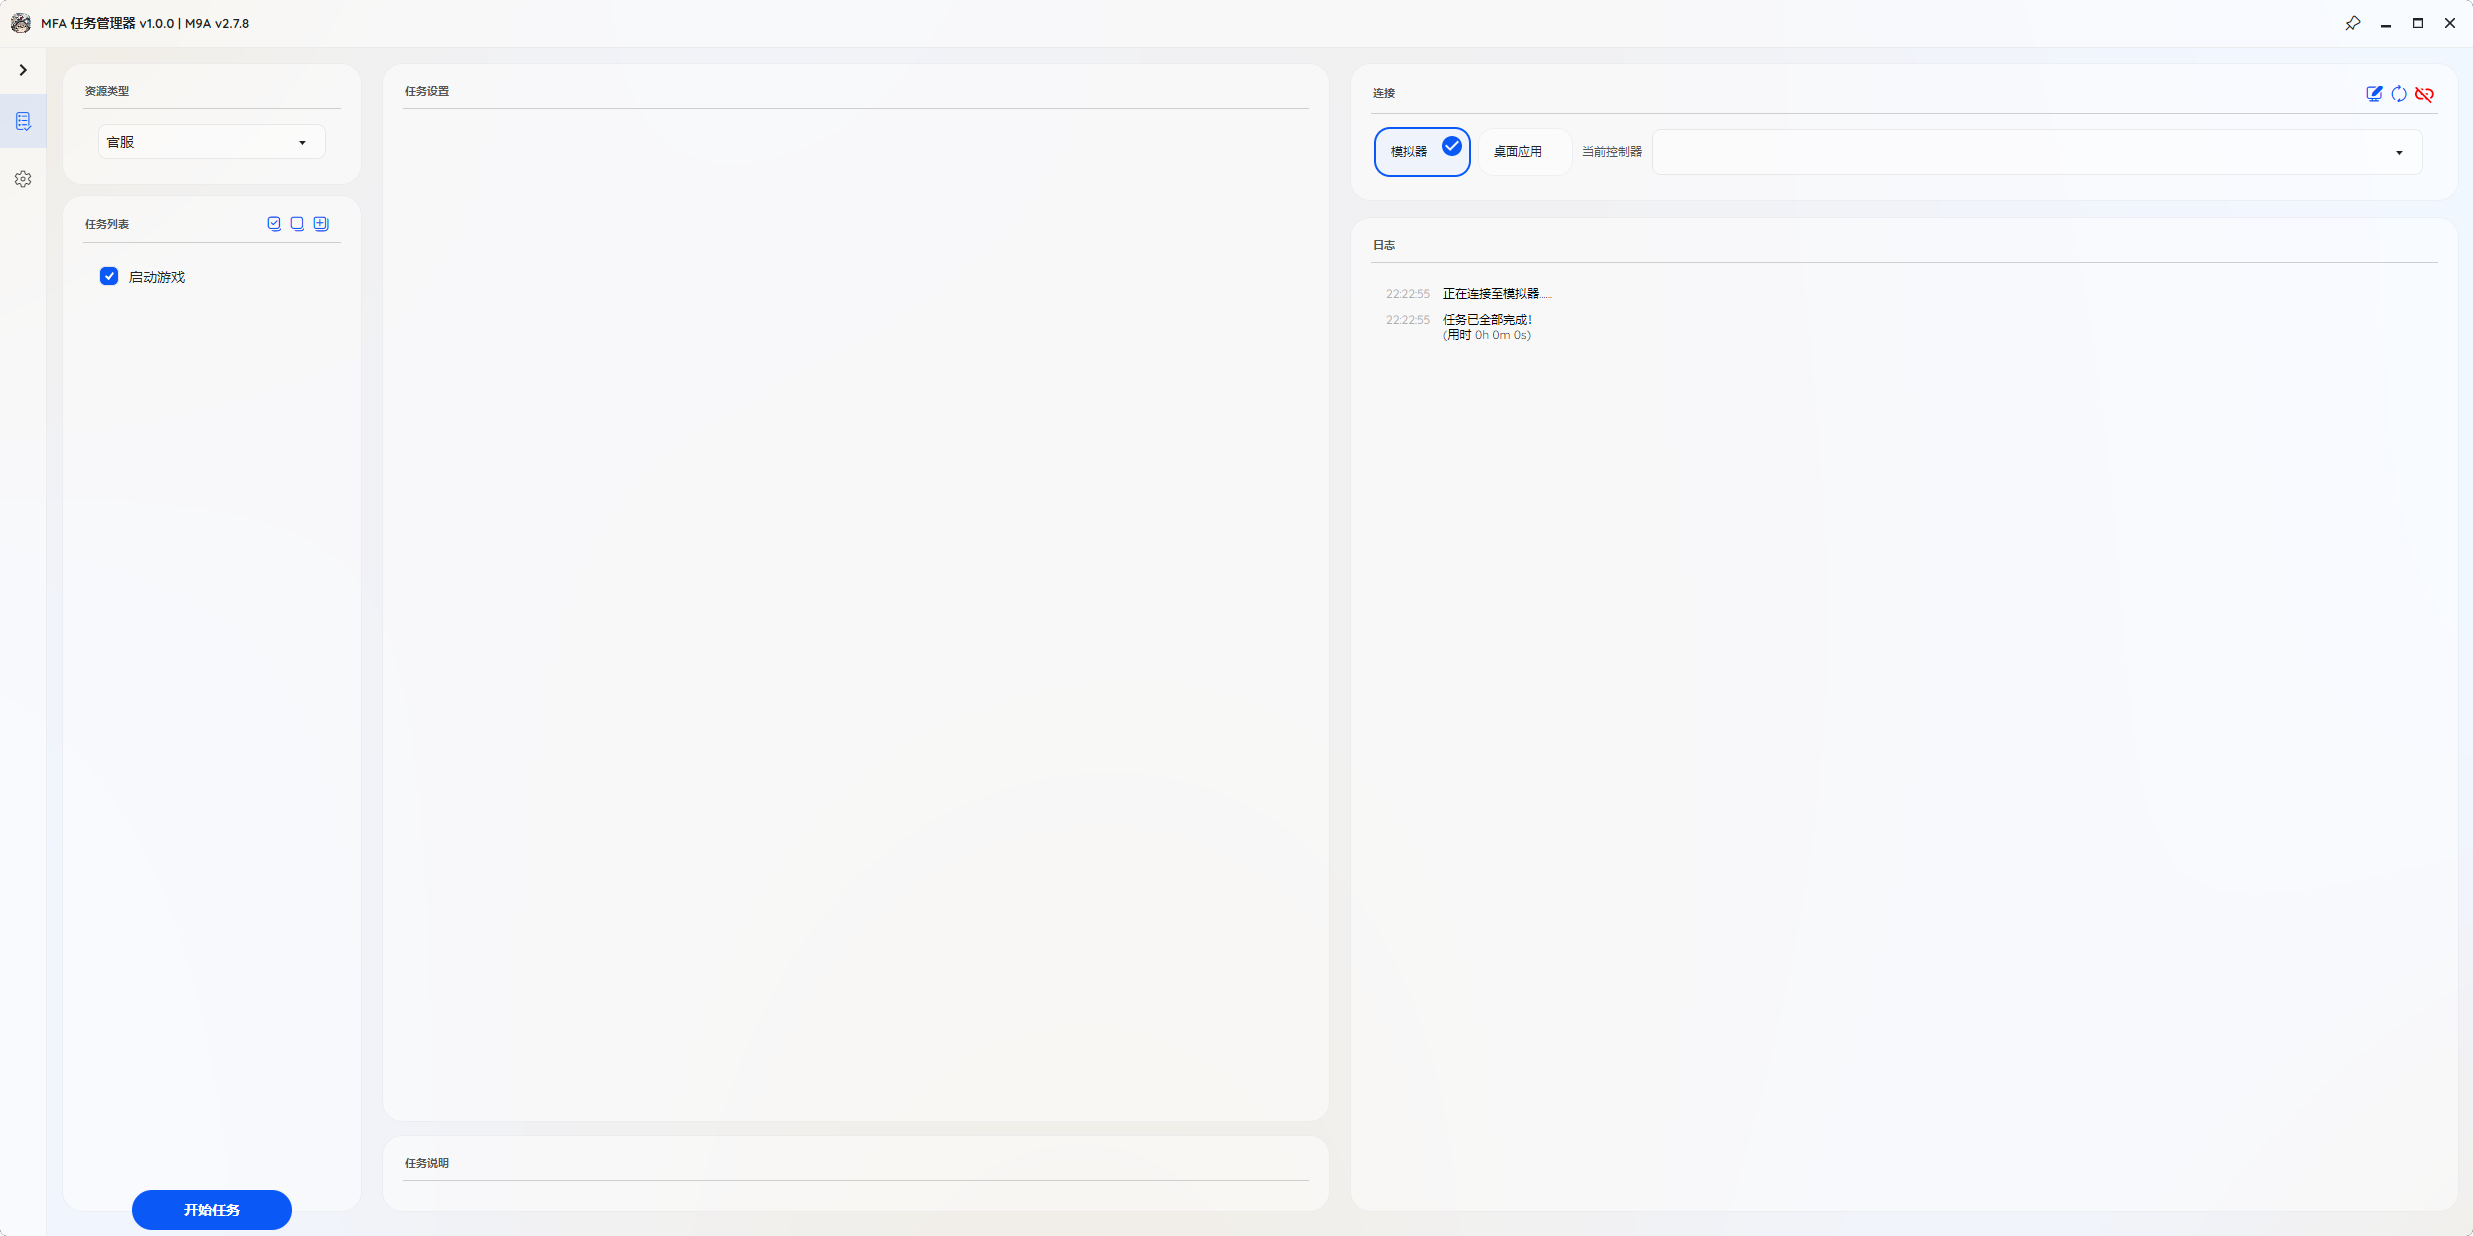 MFA 任务管理器 v1.0.0 | M9A v2.7.8
资源类型
官服
任务列表
启动游戏
开始任务
任务设置
任务说明
连接
模拟器
桌面应用
当前控制器
日志
22:22:55 正在连接至模拟器......
22:22:55 任务已全部完成!
(用时 0h 0m 0s)